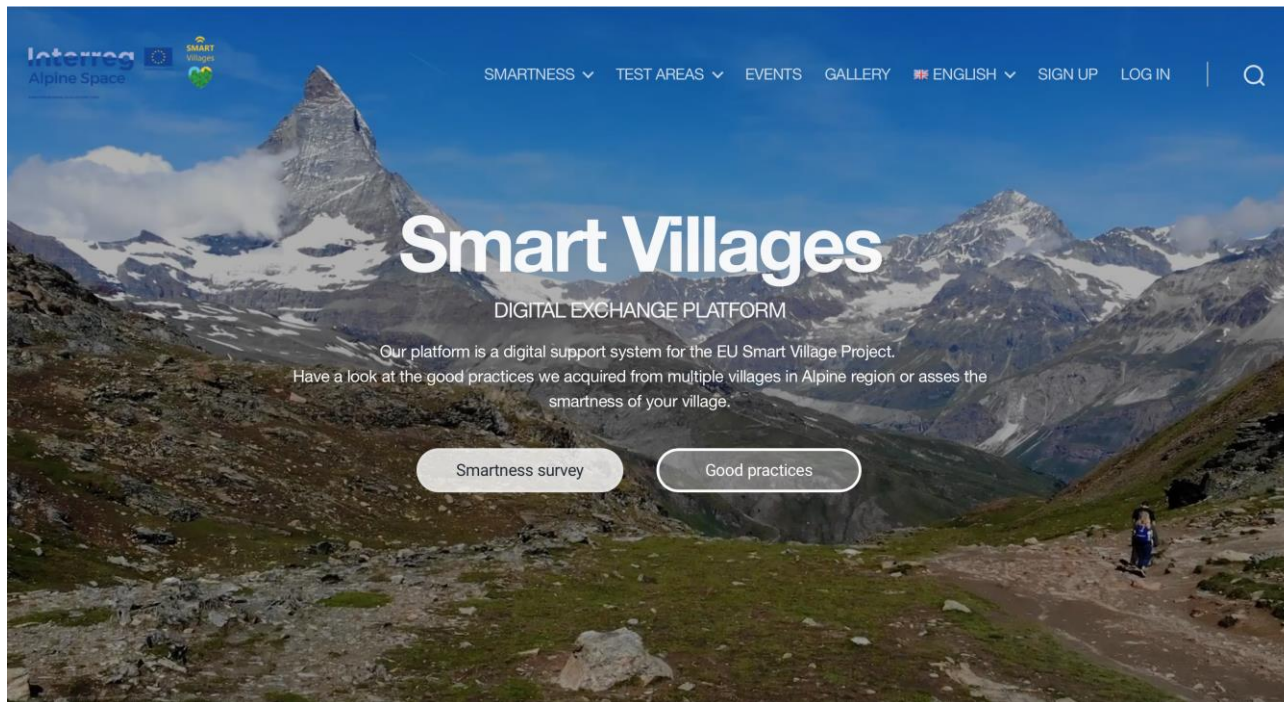 Interreg
Alpine Space
SMART
Villages
SMARTNESS
TEST AREAS
EVENTS
GALLERY
ENGLISH
SIGN UP
LOG IN
Smart Villages
DIGITAL EXCHANGE PLATFORM
Our platform is a digital support system for the EU Smart Village Project.
Have a look at the good practices we acquired from multiple villages in Alpine region or asses the
smartness of your village.
Smartness survey
Good practices